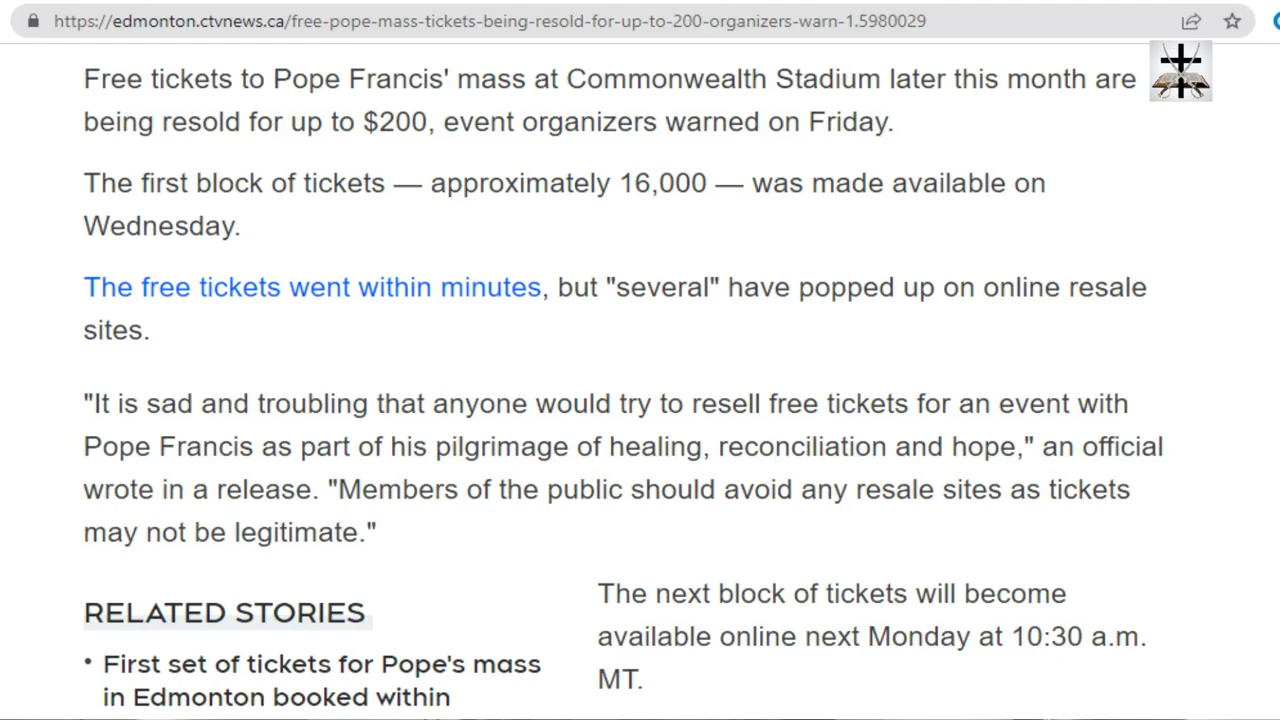 https://edmonton.ctvnews.ca/free-pope-mass-tickets-being-resold-for-up-to-200-organizers-warn-1.5980029
Free tickets to Pope Francis' mass at Commonwealth Stadium later this month are
being resold for up to $200, event organizers warned on Friday.
The first block of tickets — approximately 16,000 — was made available on
Wednesday.
The free tickets went within minutes, but "several" have popped up on online resale
sites.
"It is sad and troubling that anyone would try to resell free tickets for an event with
Pope Francis as part of his pilgrimage of healing, reconciliation and hope," an official
wrote in a release. "Members of the public should avoid any resale sites as tickets
may not be legitimate."
RELATED STORIES
• First set of tickets for Pope's mass
in Edmonton booked within
The next block of tickets will become
available online next Monday at 10:30 a.m.
MT.